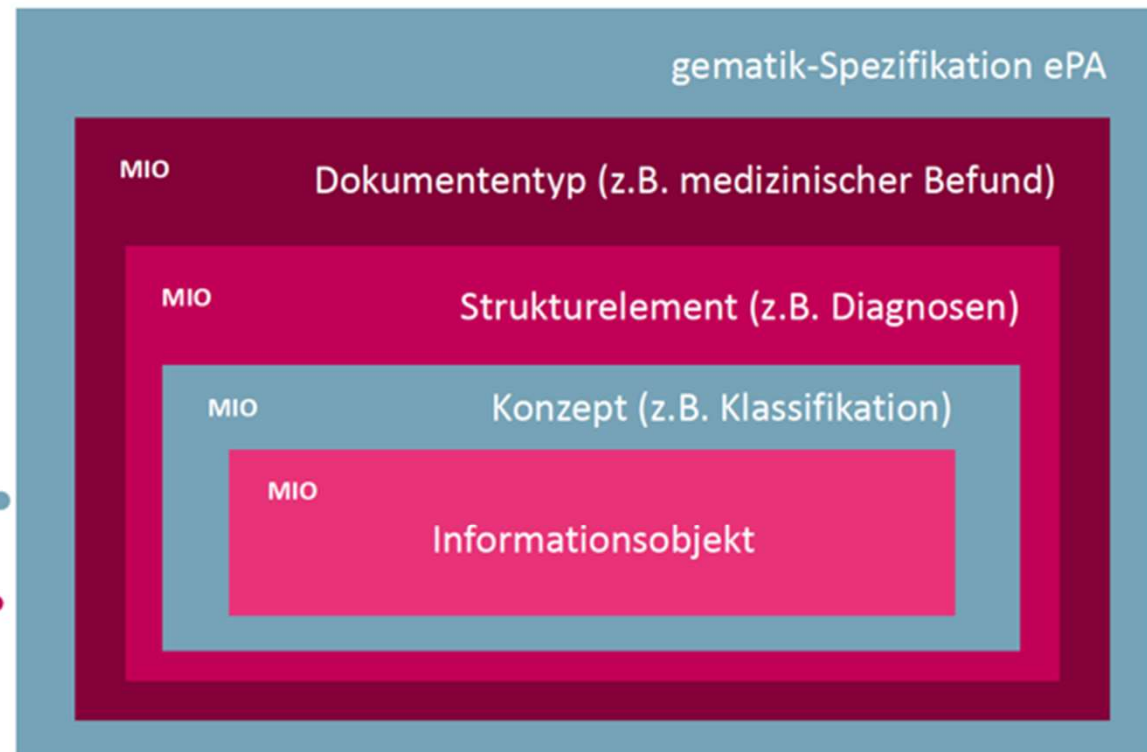 gematik-Spezifikation ePA
MIO
Dokumententyp (z.B. medizinischer Befund)
MIO
Strukturelement (z.B. Diagnosen)
MIO
Konzept (z.B. Klassifikation)
MIO
Informationsobjekt